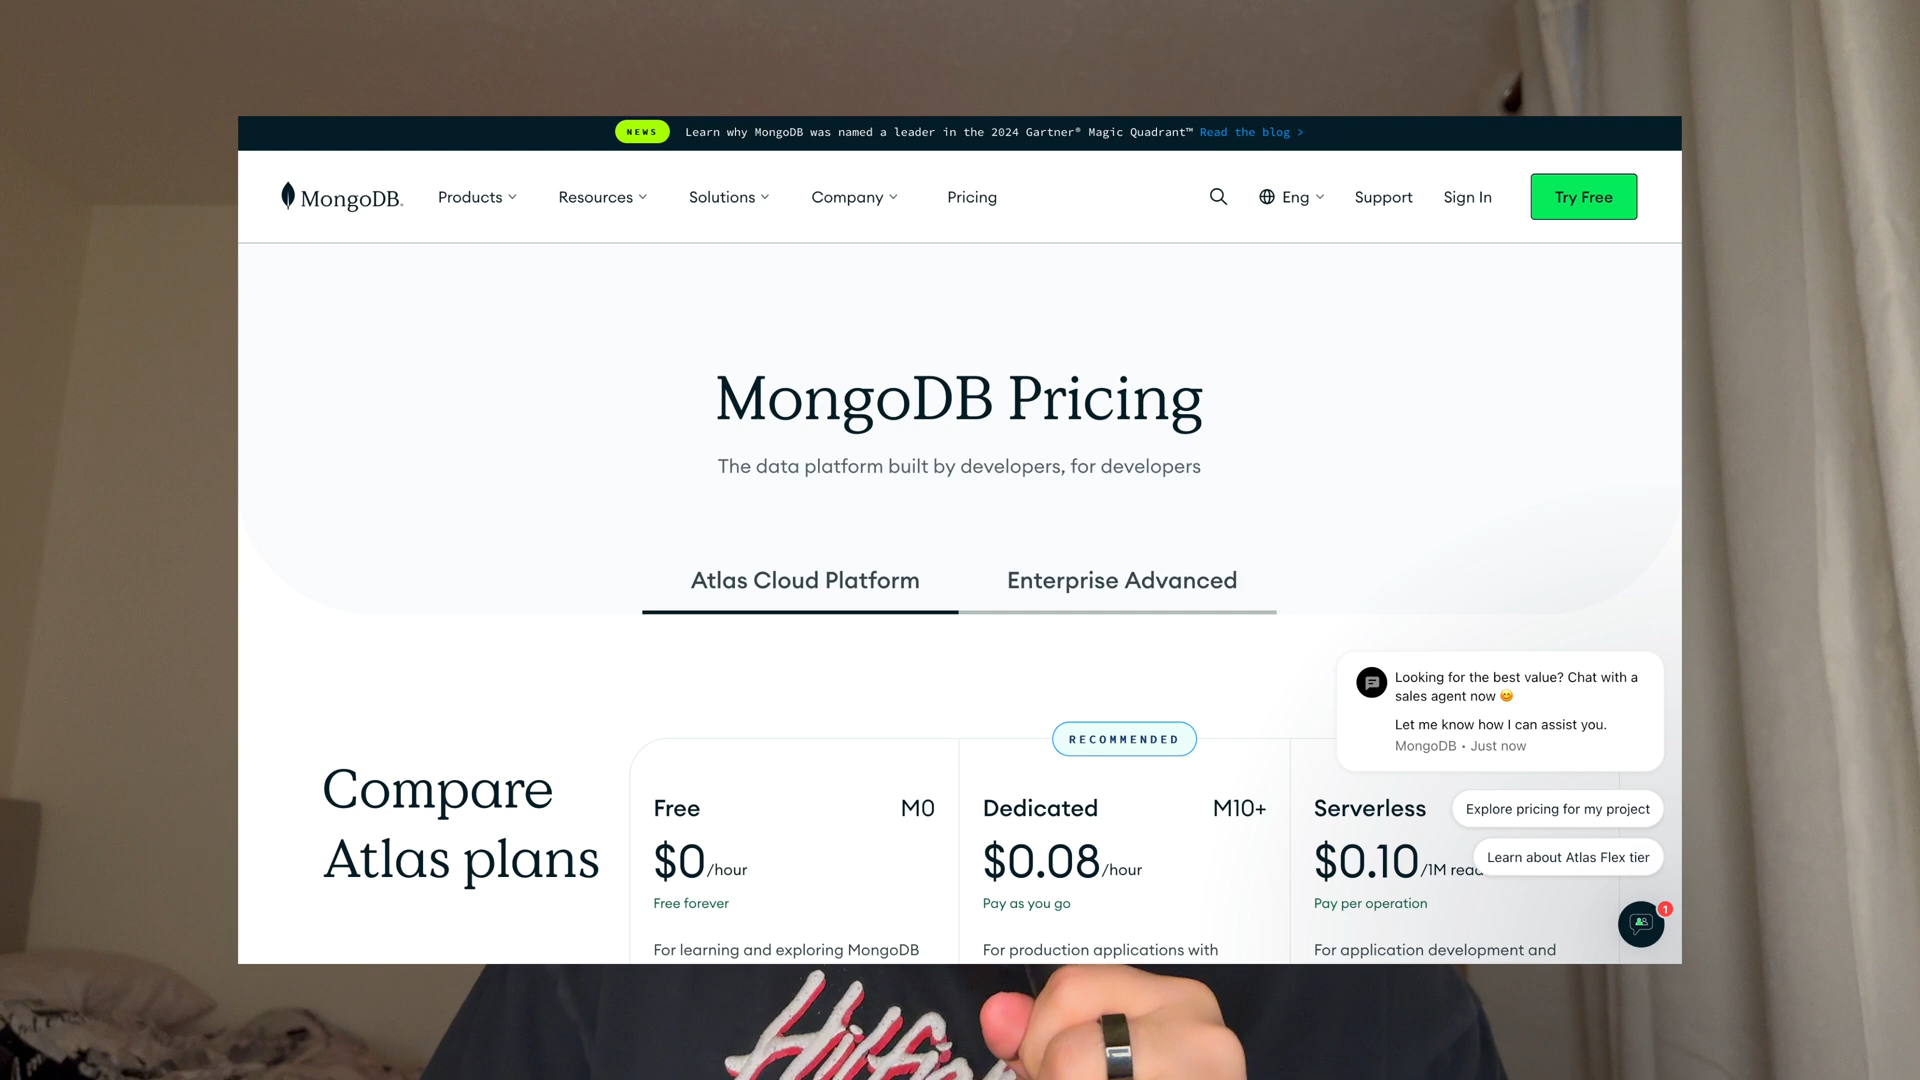 NEWS Learn why MongoDB was named a leader in the 2024 Gartner® Magic Quadrant™ Read the blog >
MongoDB. Products Resources Solutions Company Pricing Eng Support Sign In Try Free
MongoDB Pricing
The data platform built by developers, for developers
Atlas Cloud Platform Enterprise Advanced
Looking for the best value? Chat with a
sales agent now 😊
Let me know how I can assist you.
MongoDB • Just now
RECOMMENDED
Compare
Atlas plans
Free M0
$0/hour
Free forever
For learning and exploring MongoDB
Dedicated M10+
$0.08/hour
Pay as you go
For production applications with
Serverless
$0.10/1M
Pay per operation
For application development and
Explore pricing for my project
Learn about Atlas Flex tier
1